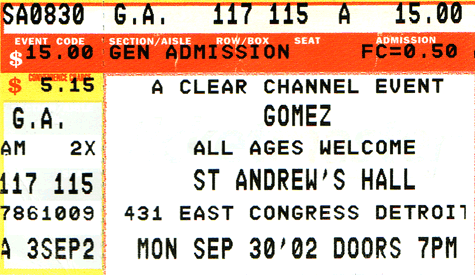 SA0830 G.A. 117 115 A 15.00
EVENT CODE SECTION/AISLE ROW/BOX SEAT ADMISSION
$15.00 GEN ADMISSION FC=0.50
CONVENIENCE CHARGE
$ 5.15 A CLEAR CHANNEL EVENT
G.A. GOMEZ
AM 2X ALL AGES WELCOME
117 115 ST ANDREW'S HALL
7861009 431 EAST CONGRESS DETROIT
A 3SEP2 MON SEP 30'02 DOORS 7PM